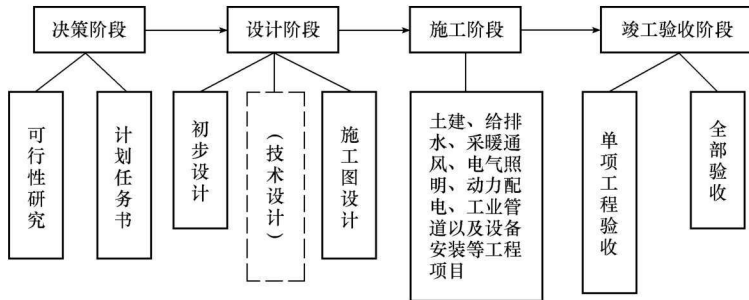 决策阶段
设计阶段
施工阶段
竣工验收阶段
可行性研究
计划任务书
初步设计
(技术设计)
施工图设计
土建、给排
水、采暖通
风、电气照
明、动力配
电、工业管
道以及设备
安装等工程
项目
单项工程验收
全部验收